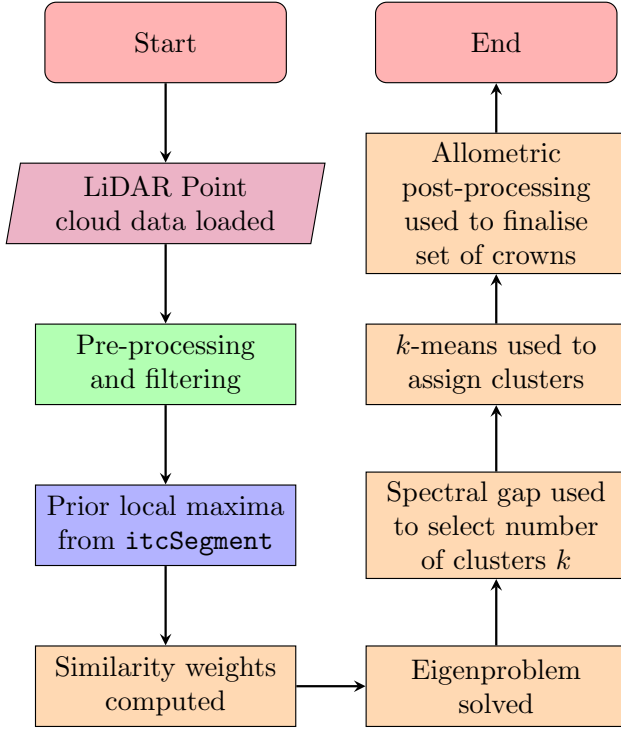 Start
LiDAR Point
cloud data loaded
Pre-processing
and filtering
Prior local maxima
from itcSegment
Similarity weights
computed
Eigenproblem
solved
Spectral gap used
to select number
of clusters k
k-means used to
assign clusters
Allometric
post-processing
used to finalise
set of crowns
End